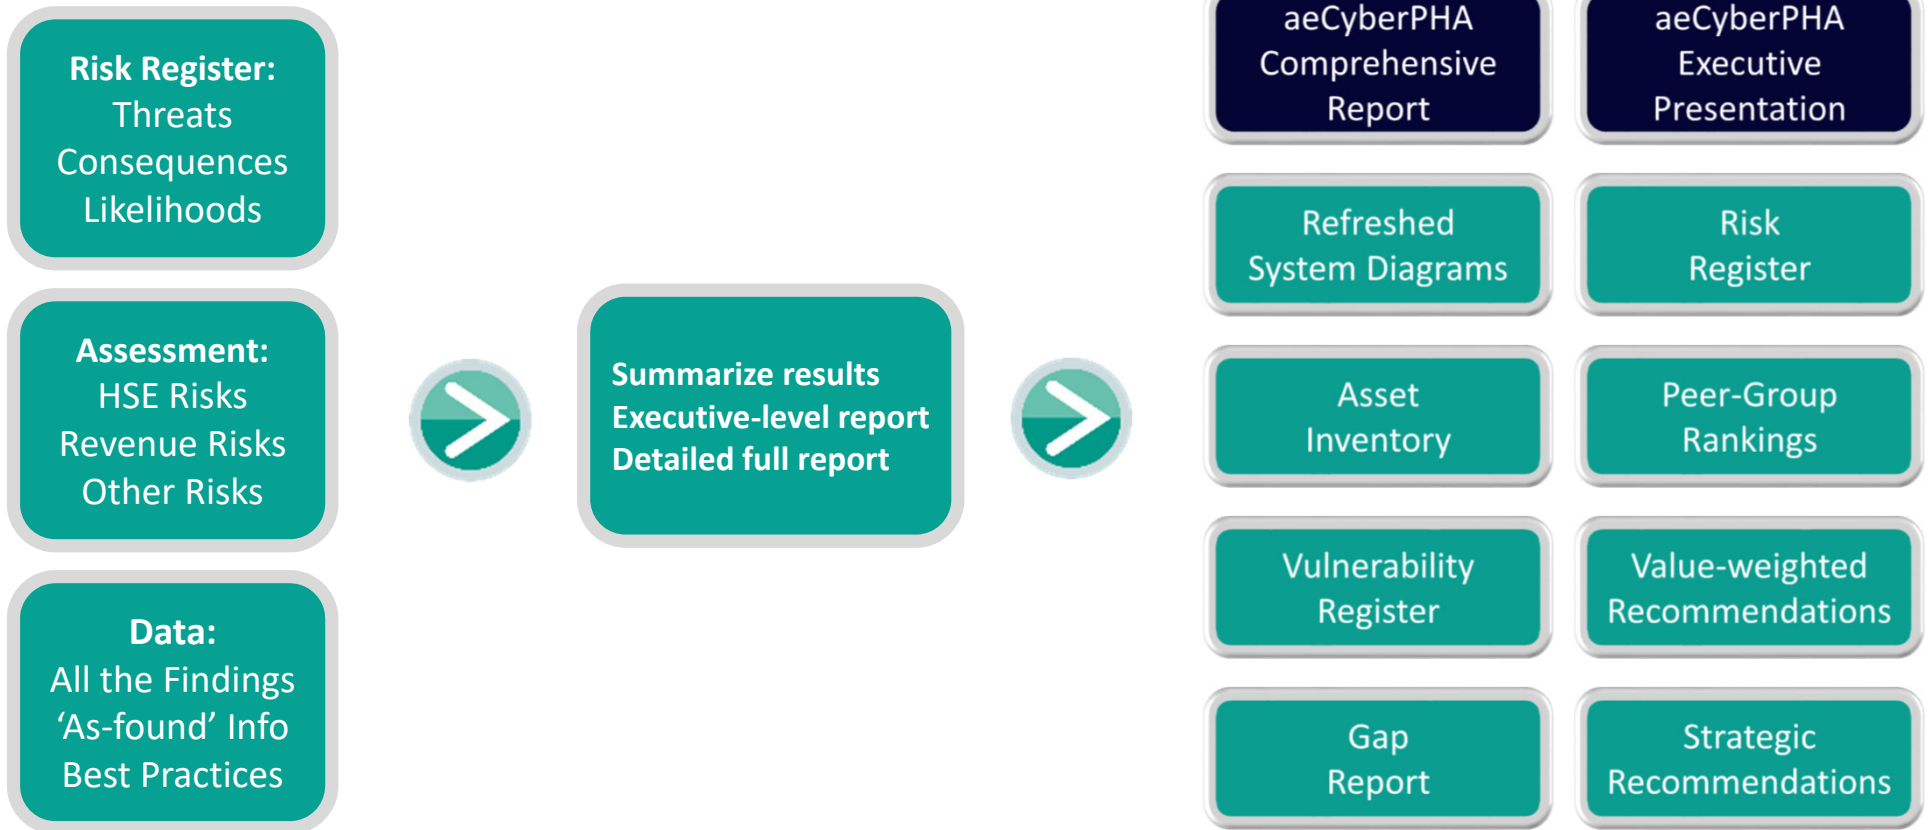 Risk Register:
Threats
Consequences
Likelihoods
Assessment:
HSE Risks
Revenue Risks
Other Risks
Data:
All the Findings
‘As-found’ Info
Best Practices
Summarize results
Executive-level report
Detailed full report
aeCyberPHA
Comprehensive
Report
aeCyberPHA
Executive
Presentation
Refreshed
System Diagrams
Risk
Register
Asset
Inventory
Peer-Group
Rankings
Vulnerability
Register
Value-weighted
Recommendations
Gap
Report
Strategic
Recommendations